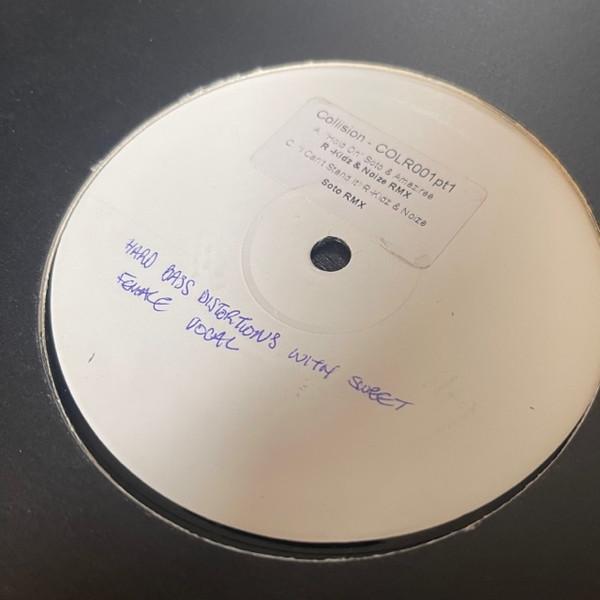 Collision - COLR001pt1
A. "Hold On" Soto & Amaziree
R -Kidz & Noize RMX
C. "I Can't Stand it" R-Kidz & Noize
Soto RMX
HARD BASS DISTORTIONS WITH SWEET
FEMALE VOCAL